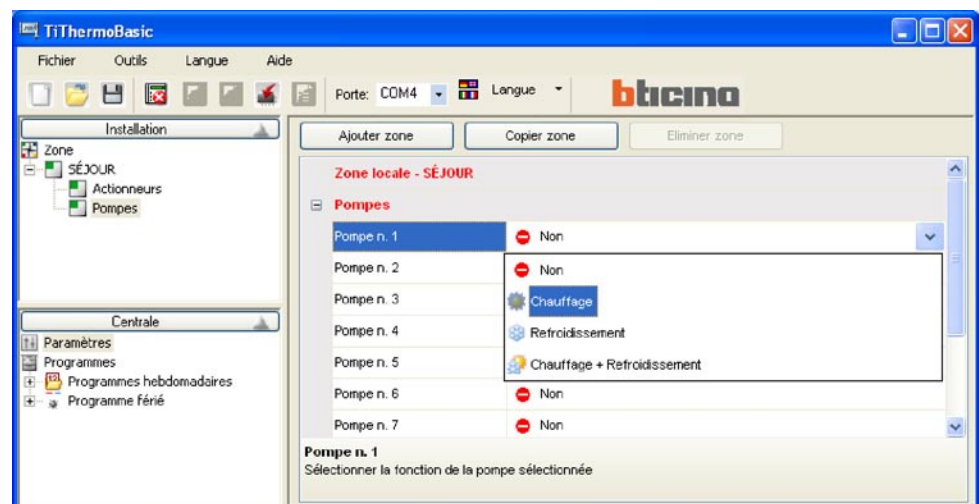 TiThermoBasic
Fichier Outils Langue Aide
Porte: COM4 Langue bticino
Installation
Zone
SÉJOUR
Actionneurs
Pompes
Centrale
Paramètres
Programmes
Programmes hebdomadaires
Programme férié
Ajouter zone Copier zone Eliminer zone
Zone locale - SÉJOUR
Pompes
Pompe n. 1 Non
Pompe n. 2 Non
Pompe n. 3 Chauffage
Pompe n. 4 Refroidissement
Pompe n. 5 Chauffage + Refroidissement
Pompe n. 6 Non
Pompe n. 7 Non
Pompe n. 1
Sélectionner la fonction de la pompe sélectionnée